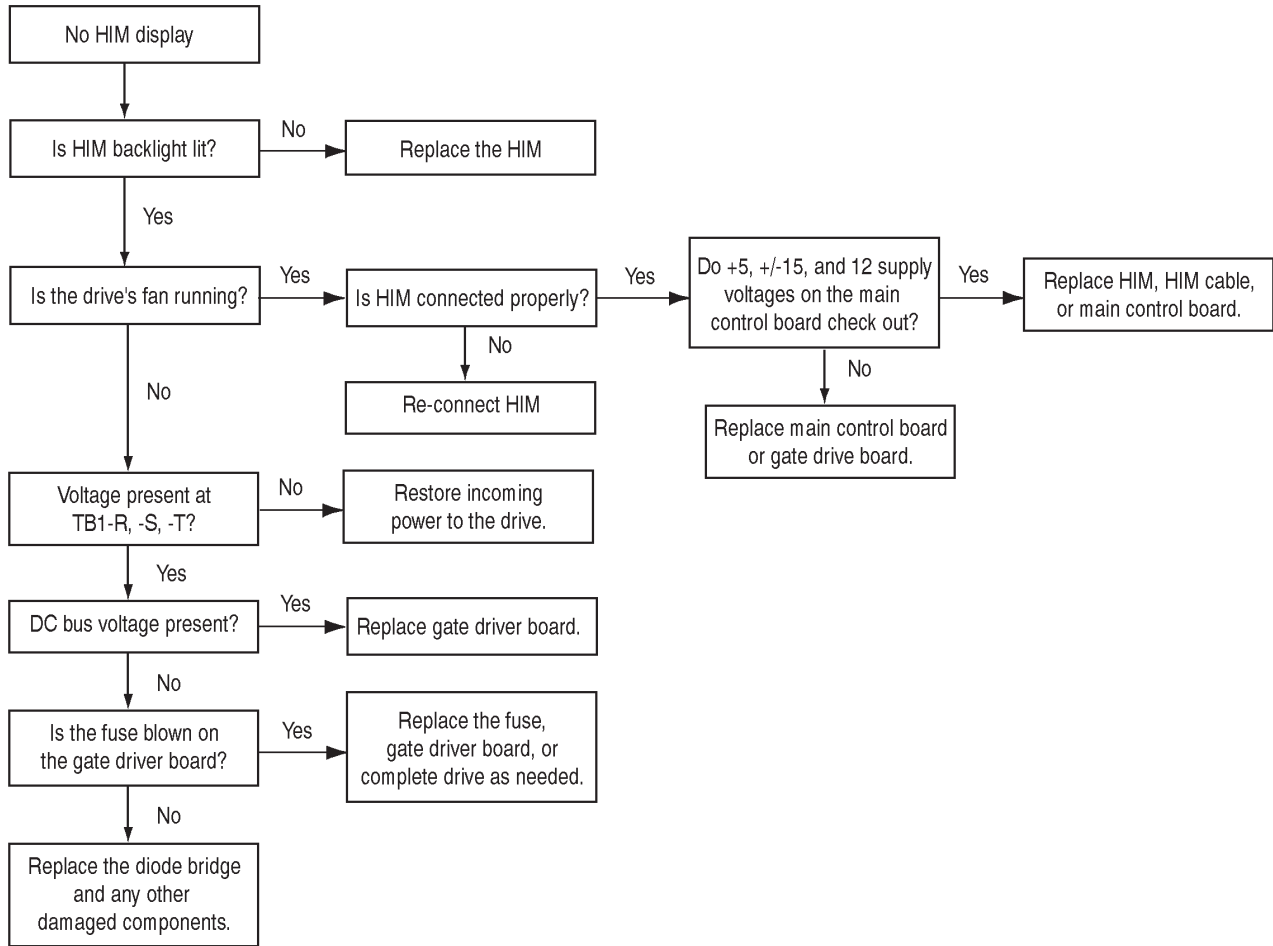 No HIM display
Is HIM backlight lit?
No
Replace the HIM
Yes
Is the drive's fan running?
Yes
Is HIM connected properly?
Yes
Do +5, +/-15, and 12 supply
voltages on the main
control board check out?
Yes
Replace HIM, HIM cable,
or main control board.
No
Re-connect HIM
No
Replace main control board
or gate drive board.
No
Voltage present at
TB1-R, -S, -T?
No
Restore incoming
power to the drive.
Yes
DC bus voltage present?
Yes
Replace gate driver board.
No
Is the fuse blown on
the gate driver board?
Yes
Replace the fuse,
gate driver board, or
complete drive as needed.
No
Replace the diode bridge
and any other
damaged components.